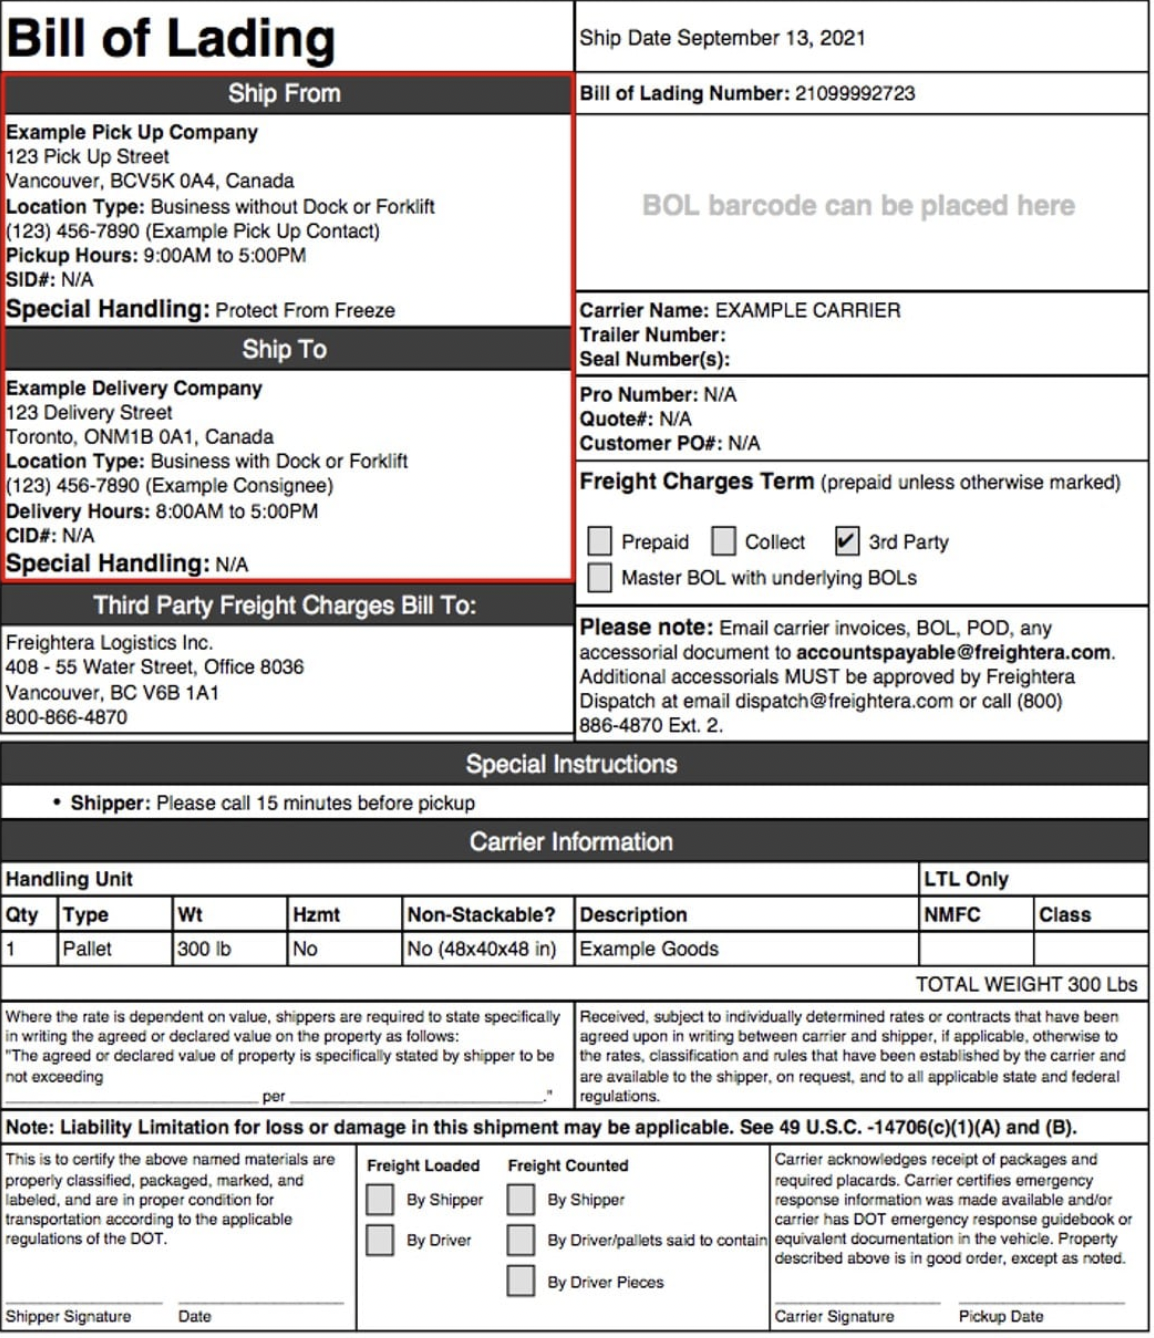 Bill of Lading
Ship Date September 13, 2021
Ship From
Example Pick Up Company
123 Pick Up Street
Vancouver, BCV5K 0A4, Canada
Location Type: Business without Dock or Forklift
(123) 456-7890 (Example Pick Up Contact)
Pickup Hours: 9:00AM to 5:00PM
SID#: N/A
Special Handling: Protect From Freeze
Ship To
Example Delivery Company
123 Delivery Street
Toronto, ONM1B 0A1, Canada
Location Type: Business with Dock or Forklift
(123) 456-7890 (Example Consignee)
Delivery Hours: 8:00AM to 5:00PM
CID#: N/A
Special Handling: N/A
Third Party Freight Charges Bill To:
Freightera Logistics Inc.
408 - 55 Water Street, Office 8036
Vancouver, BC V6B 1A1
800-866-4870
Bill of Lading Number: 21099992723
BOL barcode can be placed here
Carrier Name: EXAMPLE CARRIER
Trailer Number:
Seal Number(s):
Pro Number: N/A
Quote#: N/A
Customer PO#: N/A
Freight Charges Term (prepaid unless otherwise marked)
Prepaid Collect ✔ 3rd Party
Master BOL with underlying BOLs
Please note: Email carrier invoices, BOL, POD, any
accessorial document to accountspayable@freightera.com.
Additional accessorials MUST be approved by Freightera
Dispatch at email dispatch@freightera.com or call (800)
886-4870 Ext. 2.
Special Instructions
• Shipper: Please call 15 minutes before pickup
Carrier Information
Handling Unit LTL Only
Qty Type Wt Hzmt Non-Stackable? Description NMFC Class
1 Pallet 300 lb No No (48x40x48 in) Example Goods
TOTAL WEIGHT 300 Lbs
Where the rate is dependent on value, shippers are required to state specifically
in writing the agreed or declared value on the property as follows:
"The agreed or declared value of property is specifically stated by shipper to be
not exceeding
____________________ per ____________________."
Received, subject to individually determined rates or contracts that have been
agreed upon in writing between carrier and shipper, if applicable, otherwise to
the rates, classification and rules that have been established by the carrier and
are available to the shipper, on request, and to all applicable state and federal
regulations.
Note: Liability Limitation for loss or damage in this shipment may be applicable. See 49 U.S.C. -14706(c)(1)(A) and (B).
This is to certify the above named materials are
properly classified, packaged, marked, and
labeled, and are in proper condition for
transportation according to the applicable
regulations of the DOT.
Shipper Signature Date
Freight Loaded
By Shipper
By Driver
Freight Counted
By Shipper
By Driver/pallets said to contain
By Driver Pieces
Carrier acknowledges receipt of packages and
required placards. Carrier certifies emergency
response information was made available and/or
carrier has DOT emergency response guidebook or
equivalent documentation in the vehicle. Property
described above is in good order, except as noted.
Carrier Signature Pickup Date